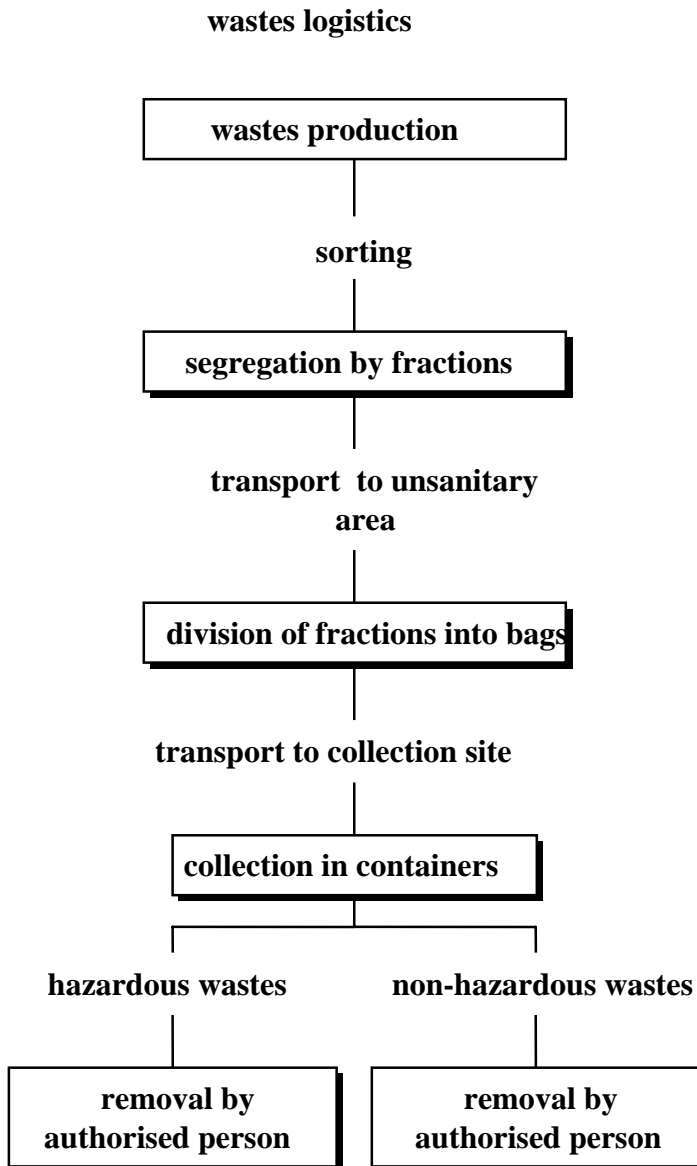 wastes logistics
wastes production
sorting
segregation by fractions
transport to unsanitary
area
division of fractions into bags
transport to collection site
collection in containers
hazardous wastes
non-hazardous wastes
removal by
authorised person
removal by
authorised person